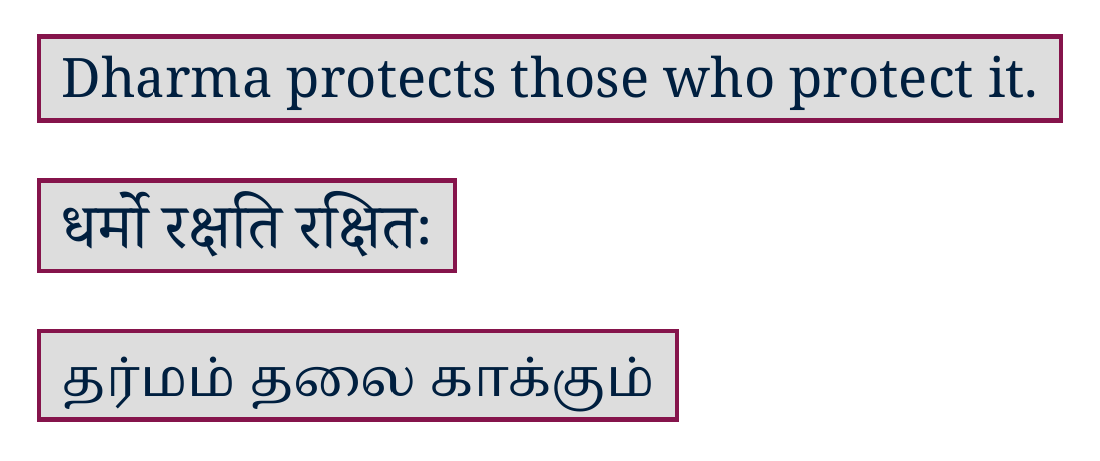 Dharma protects those who protect it.
धर्मो रक्षति रक्षितः
தர்மம் தலை காக்கும்